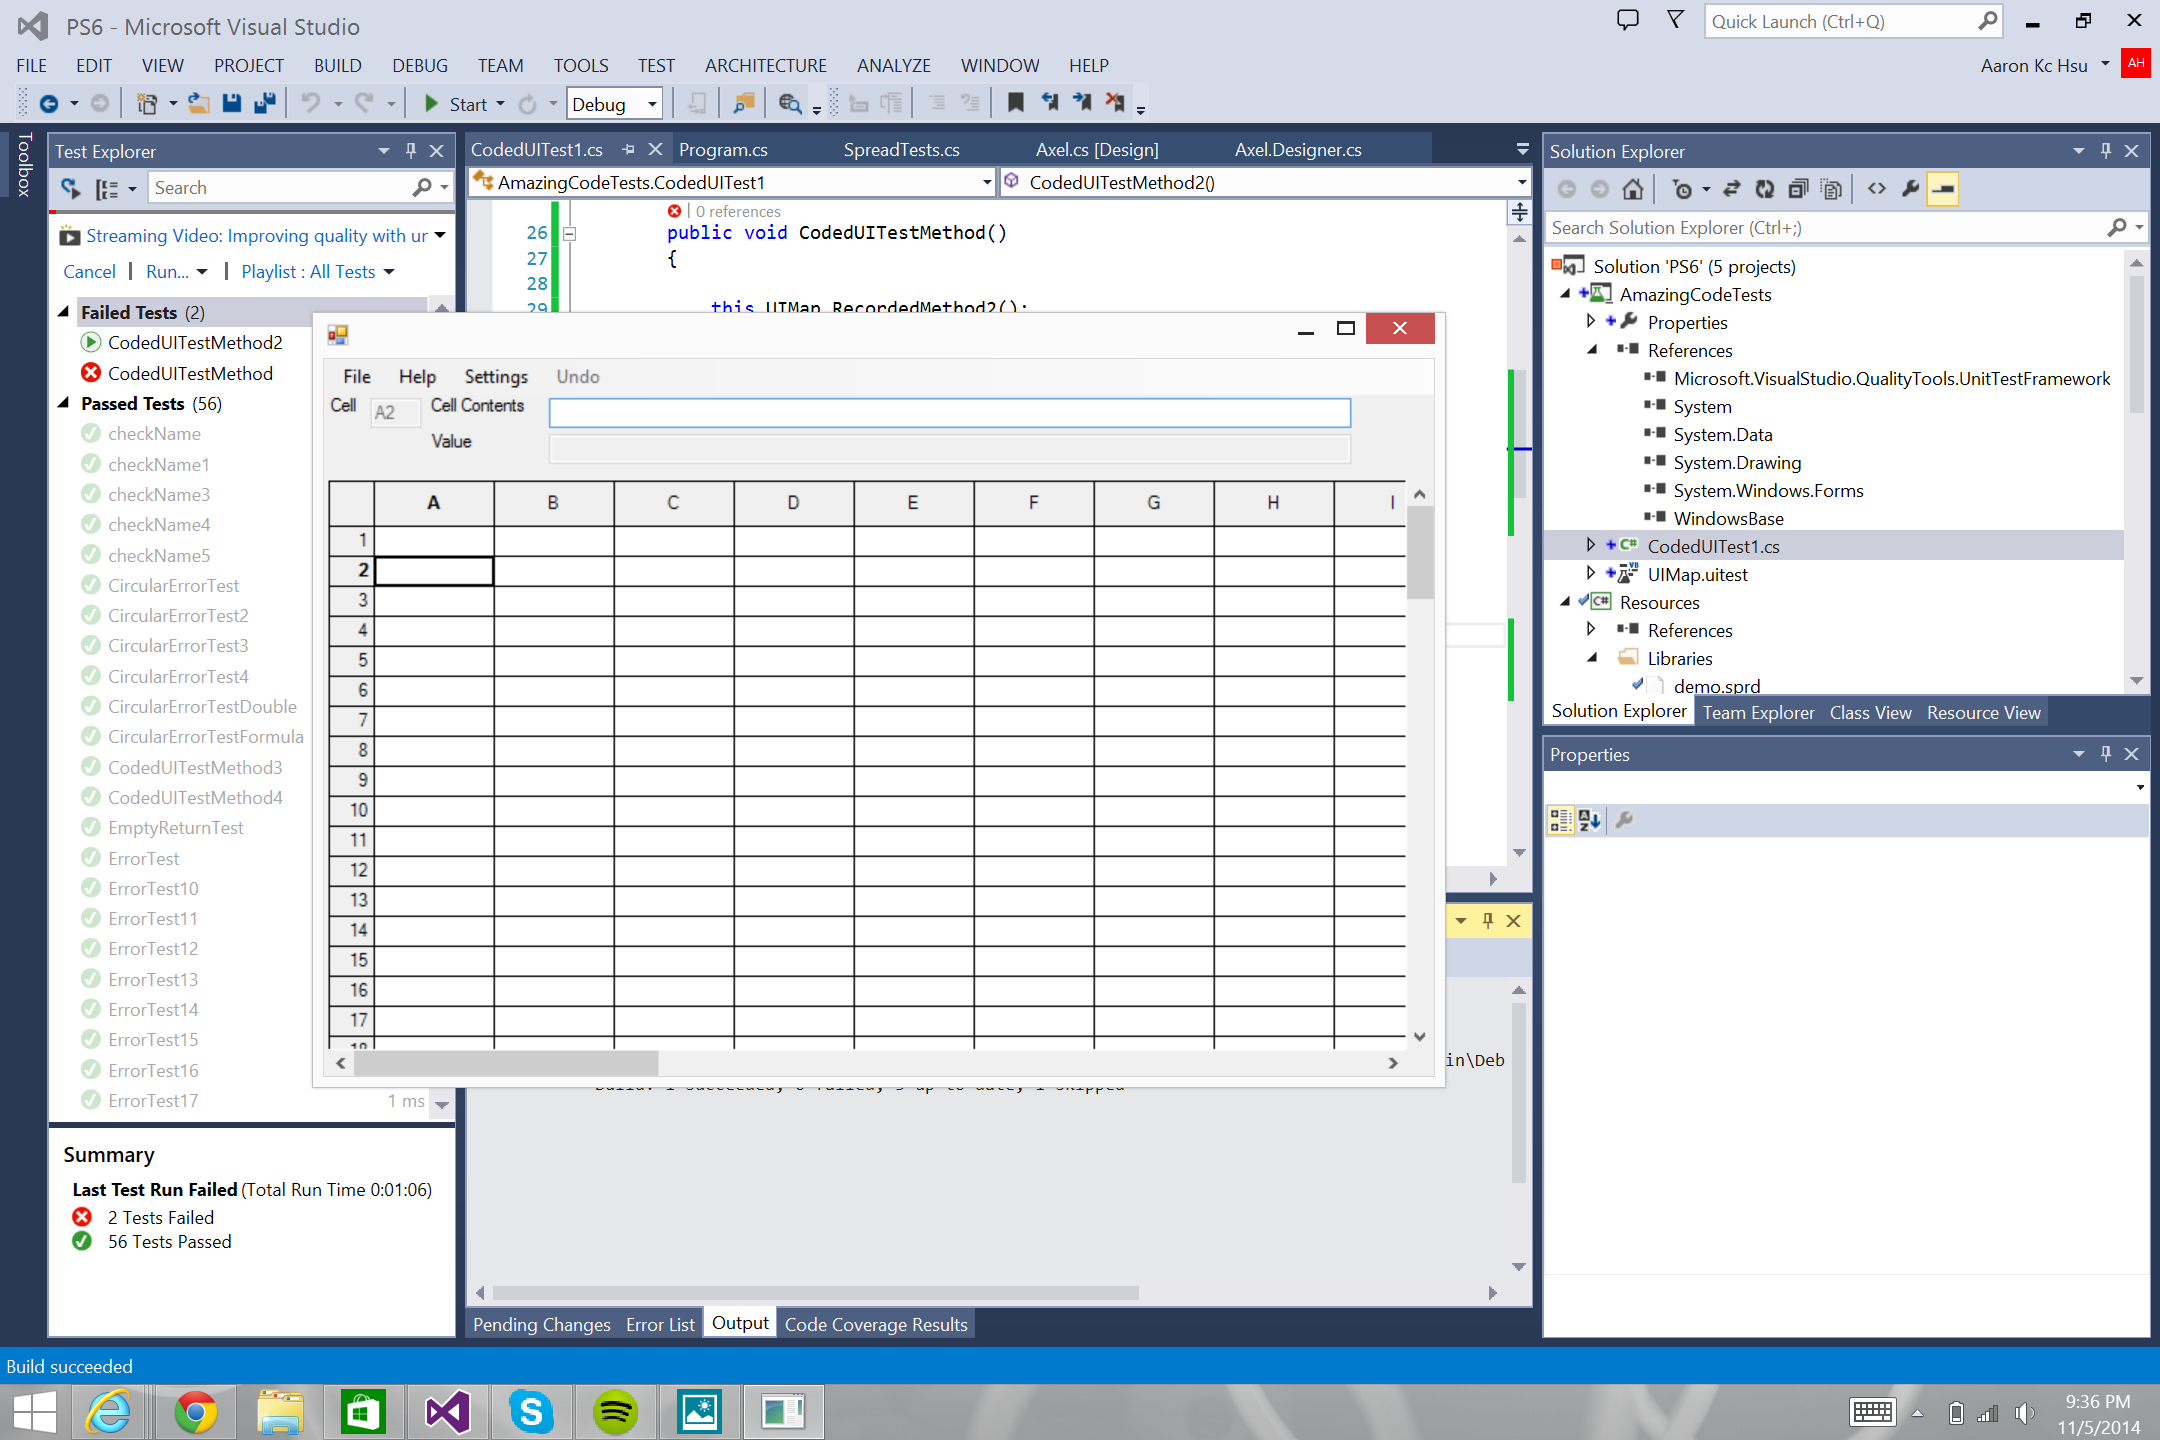 PS6 - Microsoft Visual Studio
Quick Launch (Ctrl+Q)
FILE EDIT VIEW PROJECT BUILD DEBUG TEAM TOOLS TEST ARCHITECTURE ANALYZE WINDOW HELP
Aaron Kc Hsu AH
Start Debug
Toolbox
Test Explorer
Search
Streaming Video: Improving quality with ur
Cancel | Run... | Playlist : All Tests
Failed Tests (2)
CodedUITestMethod2
CodedUITestMethod
Passed Tests (56)
checkName
checkName1
checkName3
checkName4
checkName5
CircularErrorTest
CircularErrorTest2
CircularErrorTest3
CircularErrorTest4
CircularErrorTestDouble
CircularErrorTestFormula
CodedUITestMethod3
CodedUITestMethod4
EmptyReturnTest
ErrorTest
ErrorTest10
ErrorTest11
ErrorTest12
ErrorTest13
ErrorTest14
ErrorTest15
ErrorTest16
ErrorTest17 1 ms
Summary
Last Test Run Failed (Total Run Time 0:01:06)
2 Tests Failed
56 Tests Passed
CodedUITest1.cs Program.cs SpreadTests.cs Axel.cs [Design] Axel.Designer.cs
AmazingCodeTests.CodedUITest1 CodedUITestMethod2()
| 0 references
26 public void CodedUITestMethod()
27 {
28
29 this.UIMap.RecordedMethod2();
File Help Settings Undo
Cell A2 Cell Contents
Value
A B C D E F G H I
1
2
3
4
5
6
7
8
9
10
11
12
13
14
15
16
17
18
in\Deb
Build: 1 succeeded, 0 failed, 3 up-to-date, 1 skipped
Pending Changes Error List Output Code Coverage Results
Solution Explorer
Search Solution Explorer (Ctrl+;)
Solution 'PS6' (5 projects)
AmazingCodeTests
Properties
References
Microsoft.VisualStudio.QualityTools.UnitTestFramework
System
System.Data
System.Drawing
System.Windows.Forms
WindowsBase
CodedUITest1.cs
UIMap.uitest
Resources
References
Libraries
demo.sprd
Solution Explorer Team Explorer Class View Resource View
Properties
Build succeeded
9:36 PM
11/5/2014